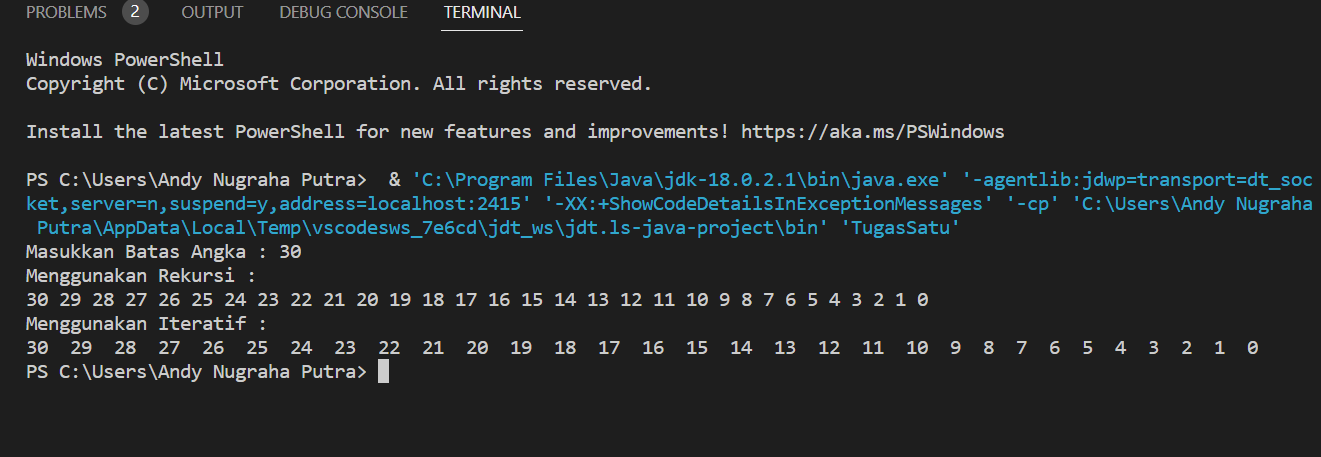 PROBLEMS 2 OUTPUT DEBUG CONSOLE TERMINAL
Windows PowerShell
Copyright (C) Microsoft Corporation. All rights reserved.
Install the latest PowerShell for new features and improvements! https://aka.ms/PSWindows
PS C:\Users\Andy Nugraha Putra>  & 'C:\Program Files\Java\jdk-18.0.2.1\bin\java.exe' '-agentlib:jdwp=transport=dt_soc
ket,server=n,suspend=y,address=localhost:2415' '-XX:+ShowCodeDetailsInExceptionMessages' '-cp' 'C:\Users\Andy Nugraha
 Putra\AppData\Local\Temp\vscodesws_7e6cd\jdt_ws\jdt.ls-java-project\bin' 'TugasSatu'
Masukkan Batas Angka : 30
Menggunakan Rekursi :
30 29 28 27 26 25 24 23 22 21 20 19 18 17 16 15 14 13 12 11 10 9 8 7 6 5 4 3 2 1 0
Menggunakan Iteratif :
30  29  28  27  26  25  24  23  22  21  20  19  18  17  16  15  14  13  12  11  10  9  8  7  6  5  4  3  2  1  0
PS C:\Users\Andy Nugraha Putra>